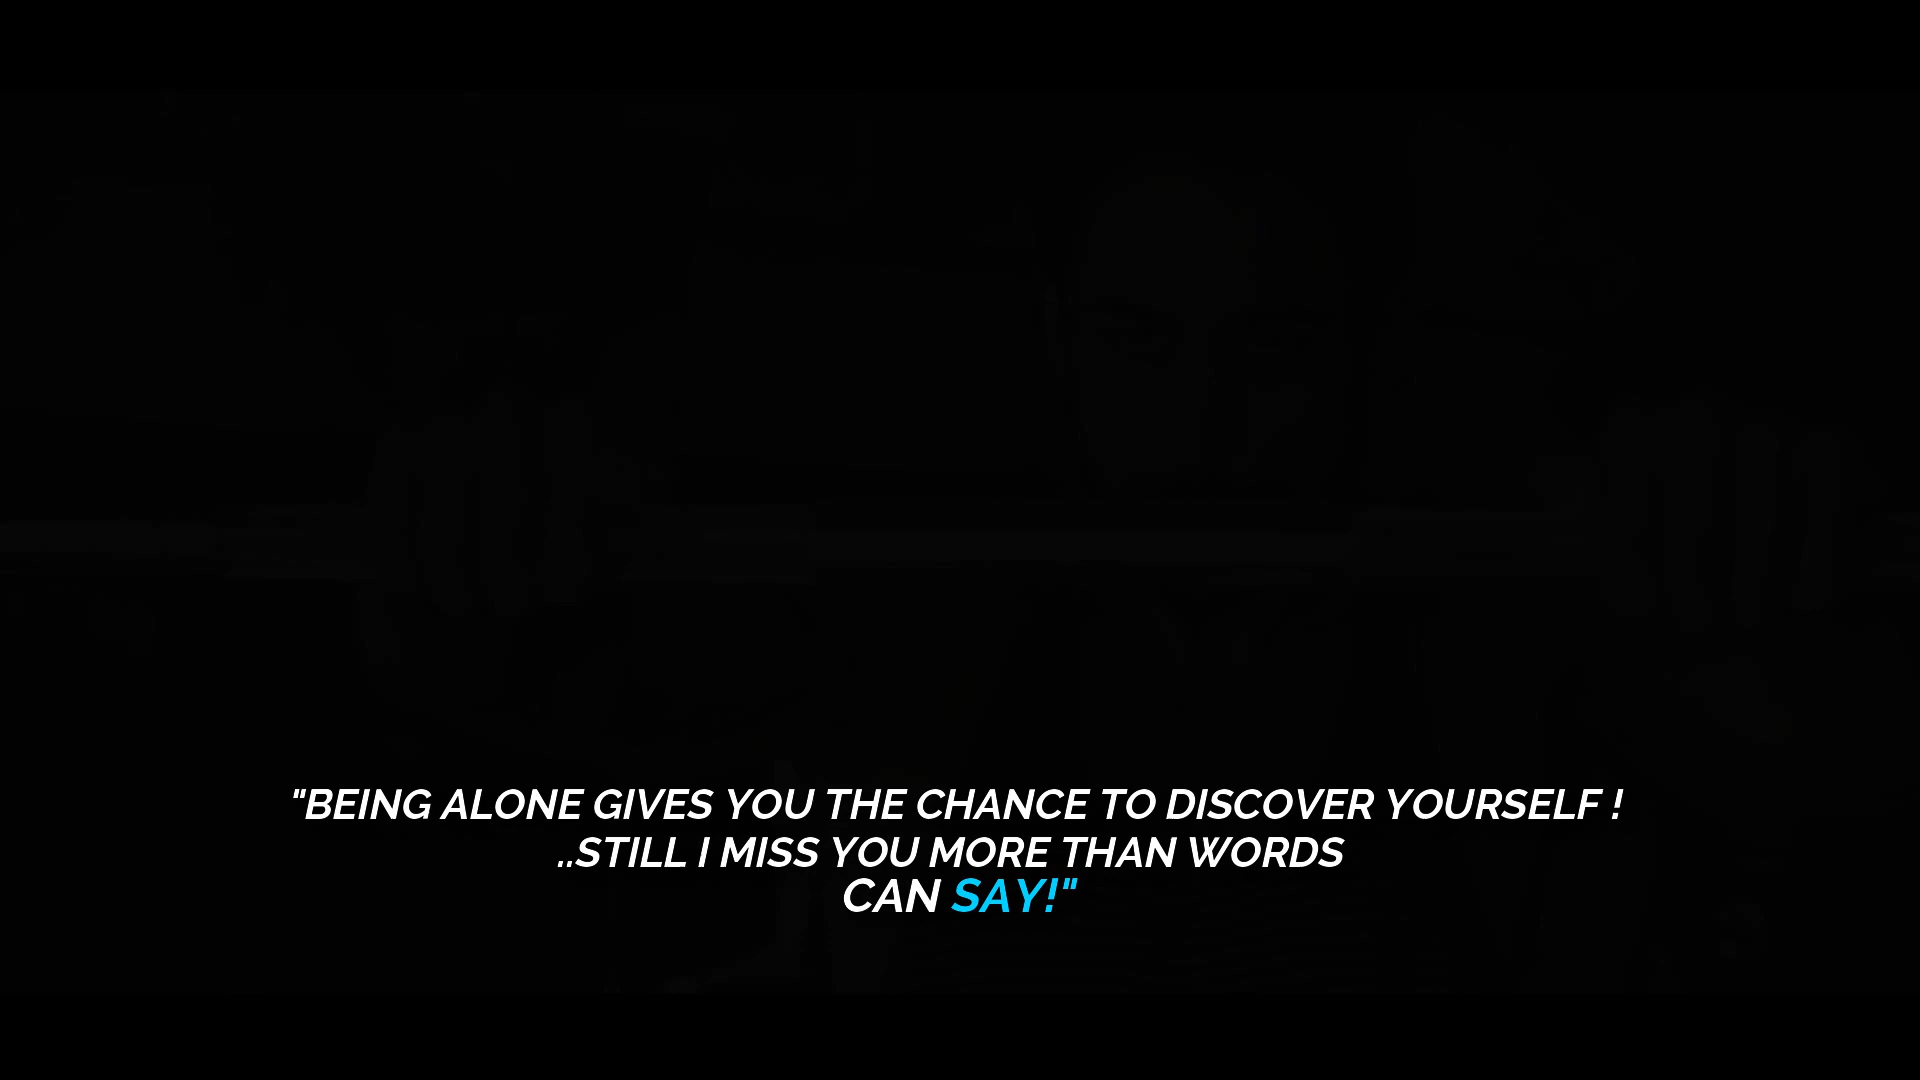 "BEING ALONE GIVES YOU THE CHANCE TO DISCOVER YOURSELF !
..STILL I MISS YOU MORE THAN WORDS
CAN SAY!"